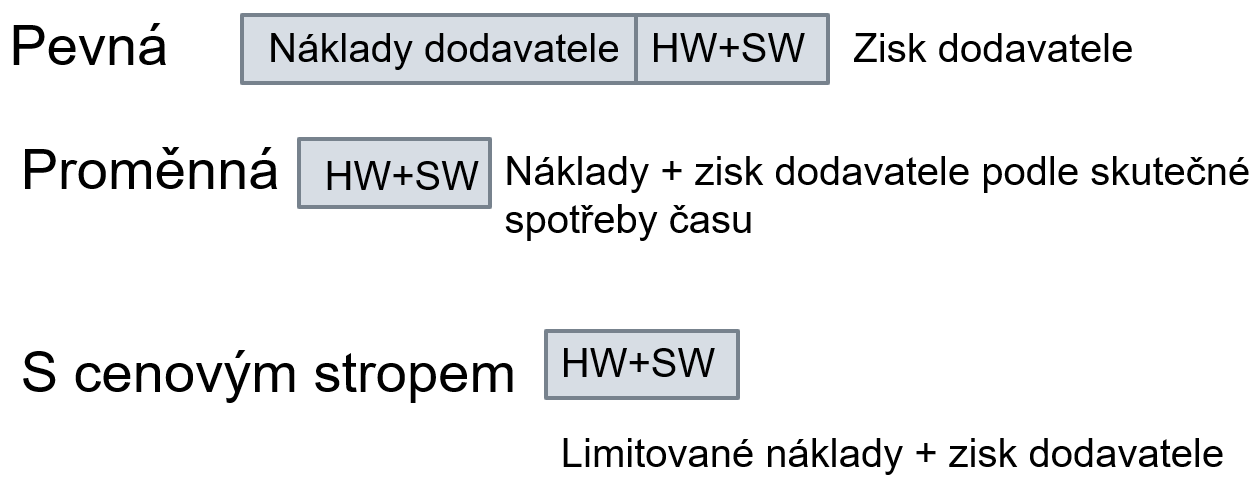 Pevná Náklady dodavatele HW+SW Zisk dodavatele
Proměnná HW+SW Náklady + zisk dodavatele podle skutečné
spotřeby času
S cenovým stropem HW+SW
Limitované náklady + zisk dodavatele